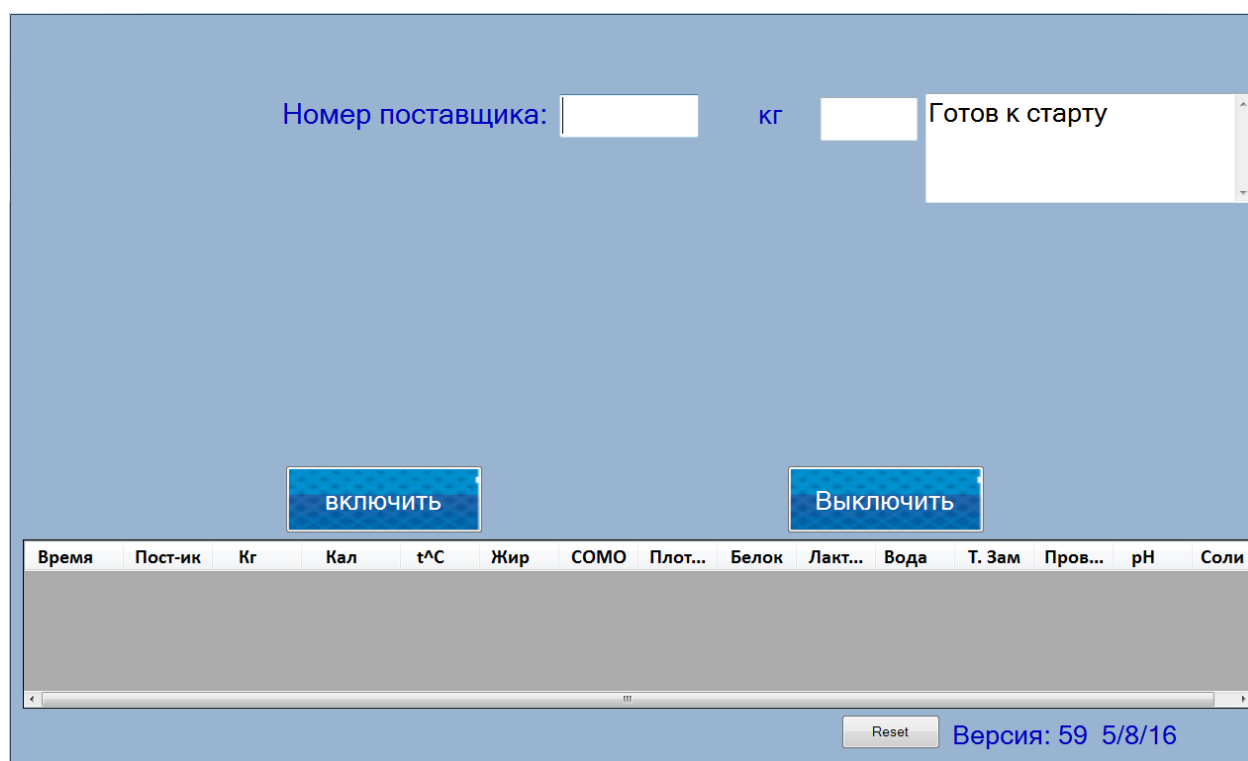 Номер поставщика: кг Готов к старту
включить Выключить
Время Пост-ик Кг Кал t^C Жир СОМО Плот... Белок Лакт... Вода Т. Зам Пров... pH Соли
Reset Версия: 59 5/8/16